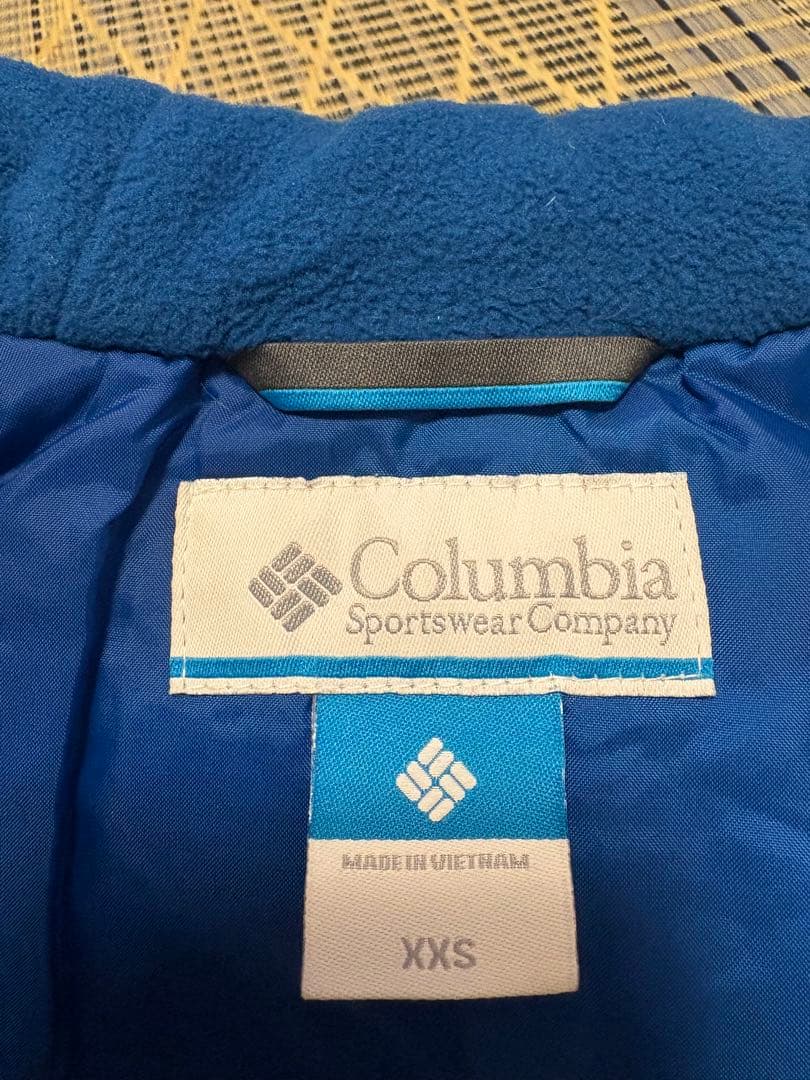 Columbia
Sportswear Company
MADE IN VIETNAM
XXS